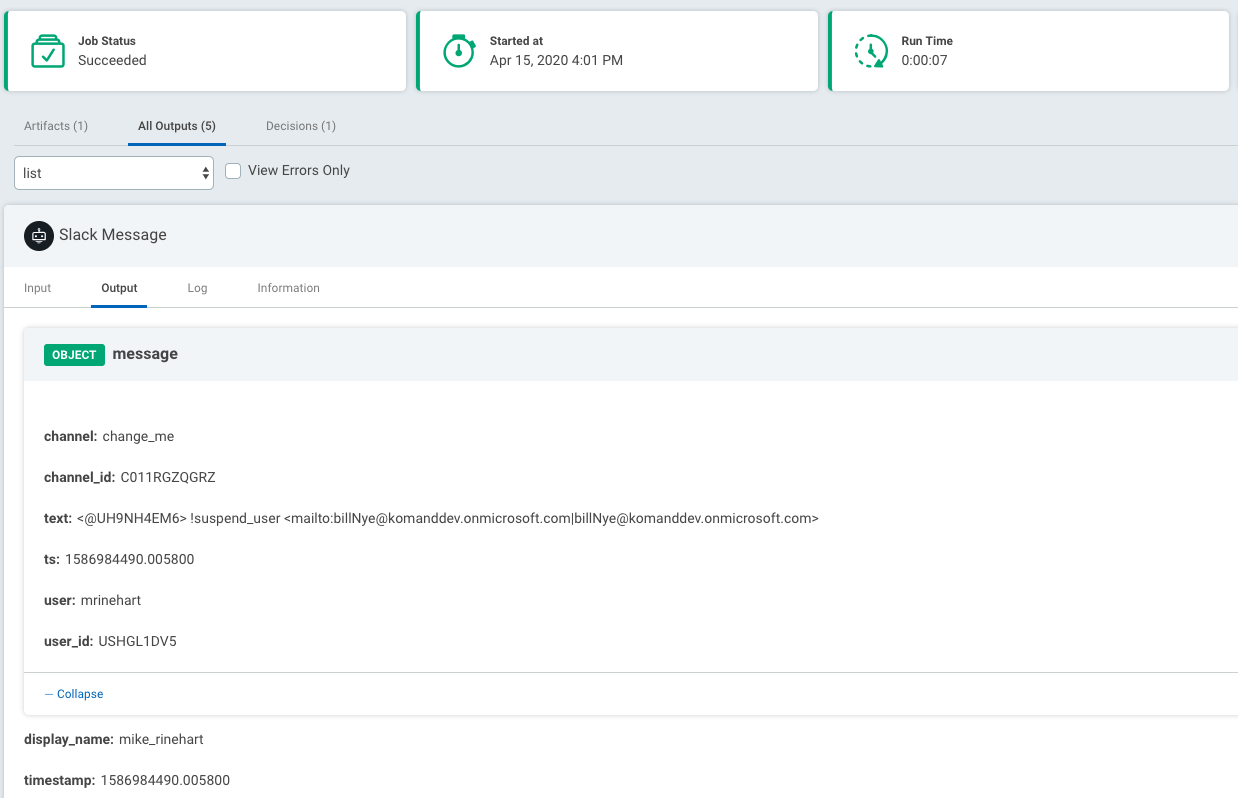 Job Status
Succeeded
Started at
Apr 15, 2020 4:01 PM
Run Time
0:00:07
Artifacts (1) All Outputs (5) Decisions (1)
list View Errors Only
Slack Message
Input Output Log Information
OBJECT message
channel: change_me
channel_id: C011RGZQGRZ
text: <@UH9NH4EM6> !suspend_user <mailto:billNye@komanddev.onmicrosoft.com|billNye@komanddev.onmicrosoft.com>
ts: 1586984490.005800
user: mrinehart
user_id: USHGL1DV5
— Collapse
display_name: mike_rinehart
timestamp: 1586984490.005800